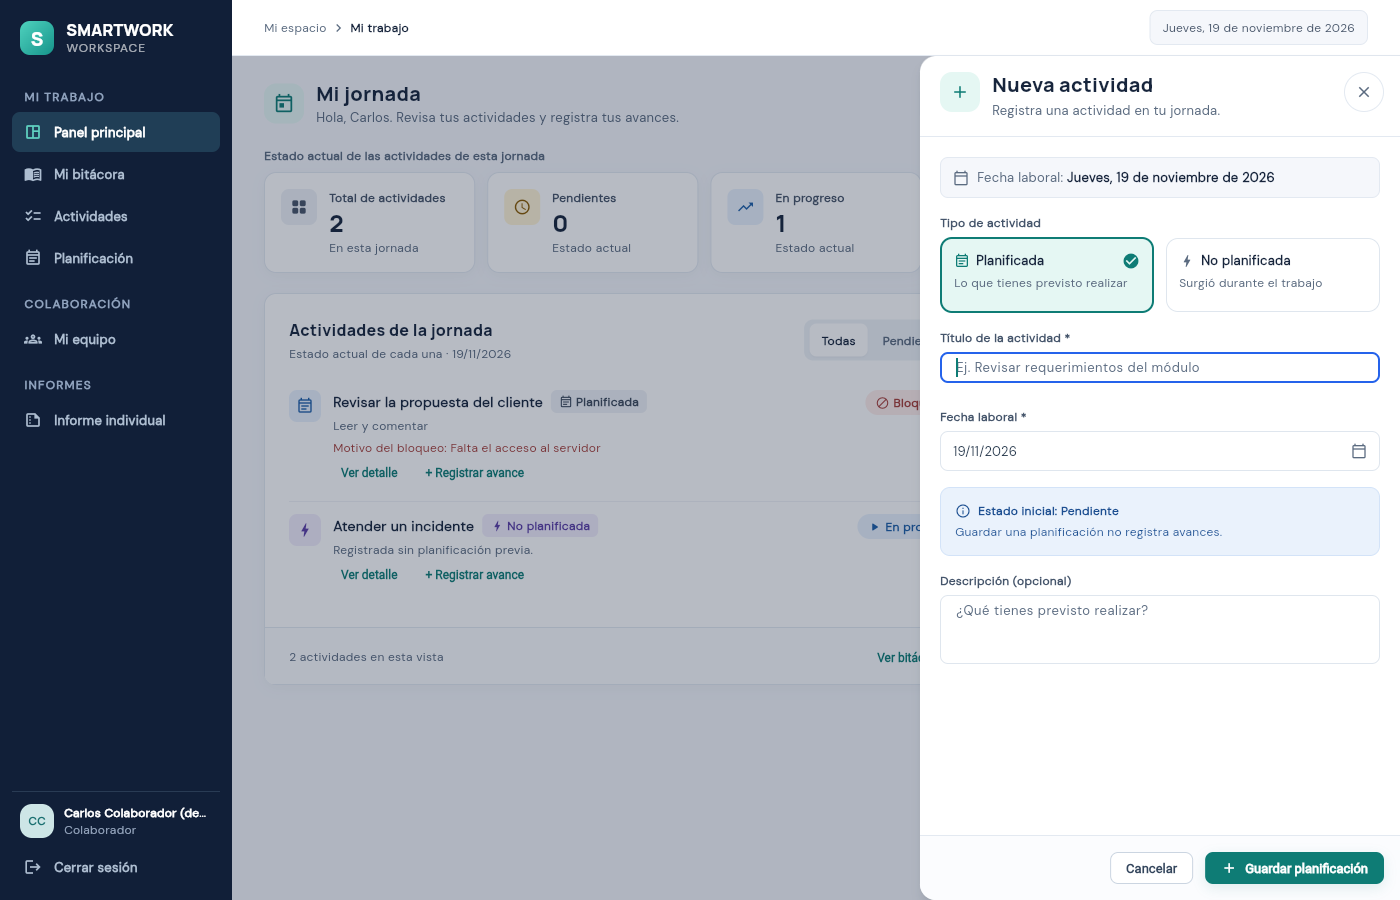 S
SMARTWORK
WORKSPACE
MI TRABAJO
Panel principal
Mi bitácora
Actividades
Planificación
COLABORACIÓN
Mi equipo
INFORMES
Informe individual
CC
Carlos Colaborador (de...
Colaborador
Cerrar sesión
Mi espacio > Mi trabajo
Jueves, 19 de noviembre de 2026
Mi jornada
Hola, Carlos. Revisa tus actividades y registra tus avances.
Estado actual de las actividades de esta jornada
Total de actividades
2
En esta jornada
Pendientes
0
Estado actual
En progreso
1
Estado actual
Actividades de la jornada
Estado actual de cada una · 19/11/2026
Todas
Pendie
Revisar la propuesta del cliente
Planificada
Bloqu
Leer y comentar
Motivo del bloqueo: Falta el acceso al servidor
Ver detalle
+ Registrar avance
Atender un incidente
No planificada
En pro
Registrada sin planificación previa.
Ver detalle
+ Registrar avance
2 actividades en esta vista
Ver bitác
Nueva actividad
Registra una actividad en tu jornada.
Fecha laboral: Jueves, 19 de noviembre de 2026
Tipo de actividad
Planificada
Lo que tienes previsto realizar
No planificada
Surgió durante el trabajo
Título de la actividad *
Ej. Revisar requerimientos del módulo
Fecha laboral *
19/11/2026
Estado inicial: Pendiente
Guardar una planificación no registra avances.
Descripción (opcional)
¿Qué tienes previsto realizar?
Cancelar
+ Guardar planificación